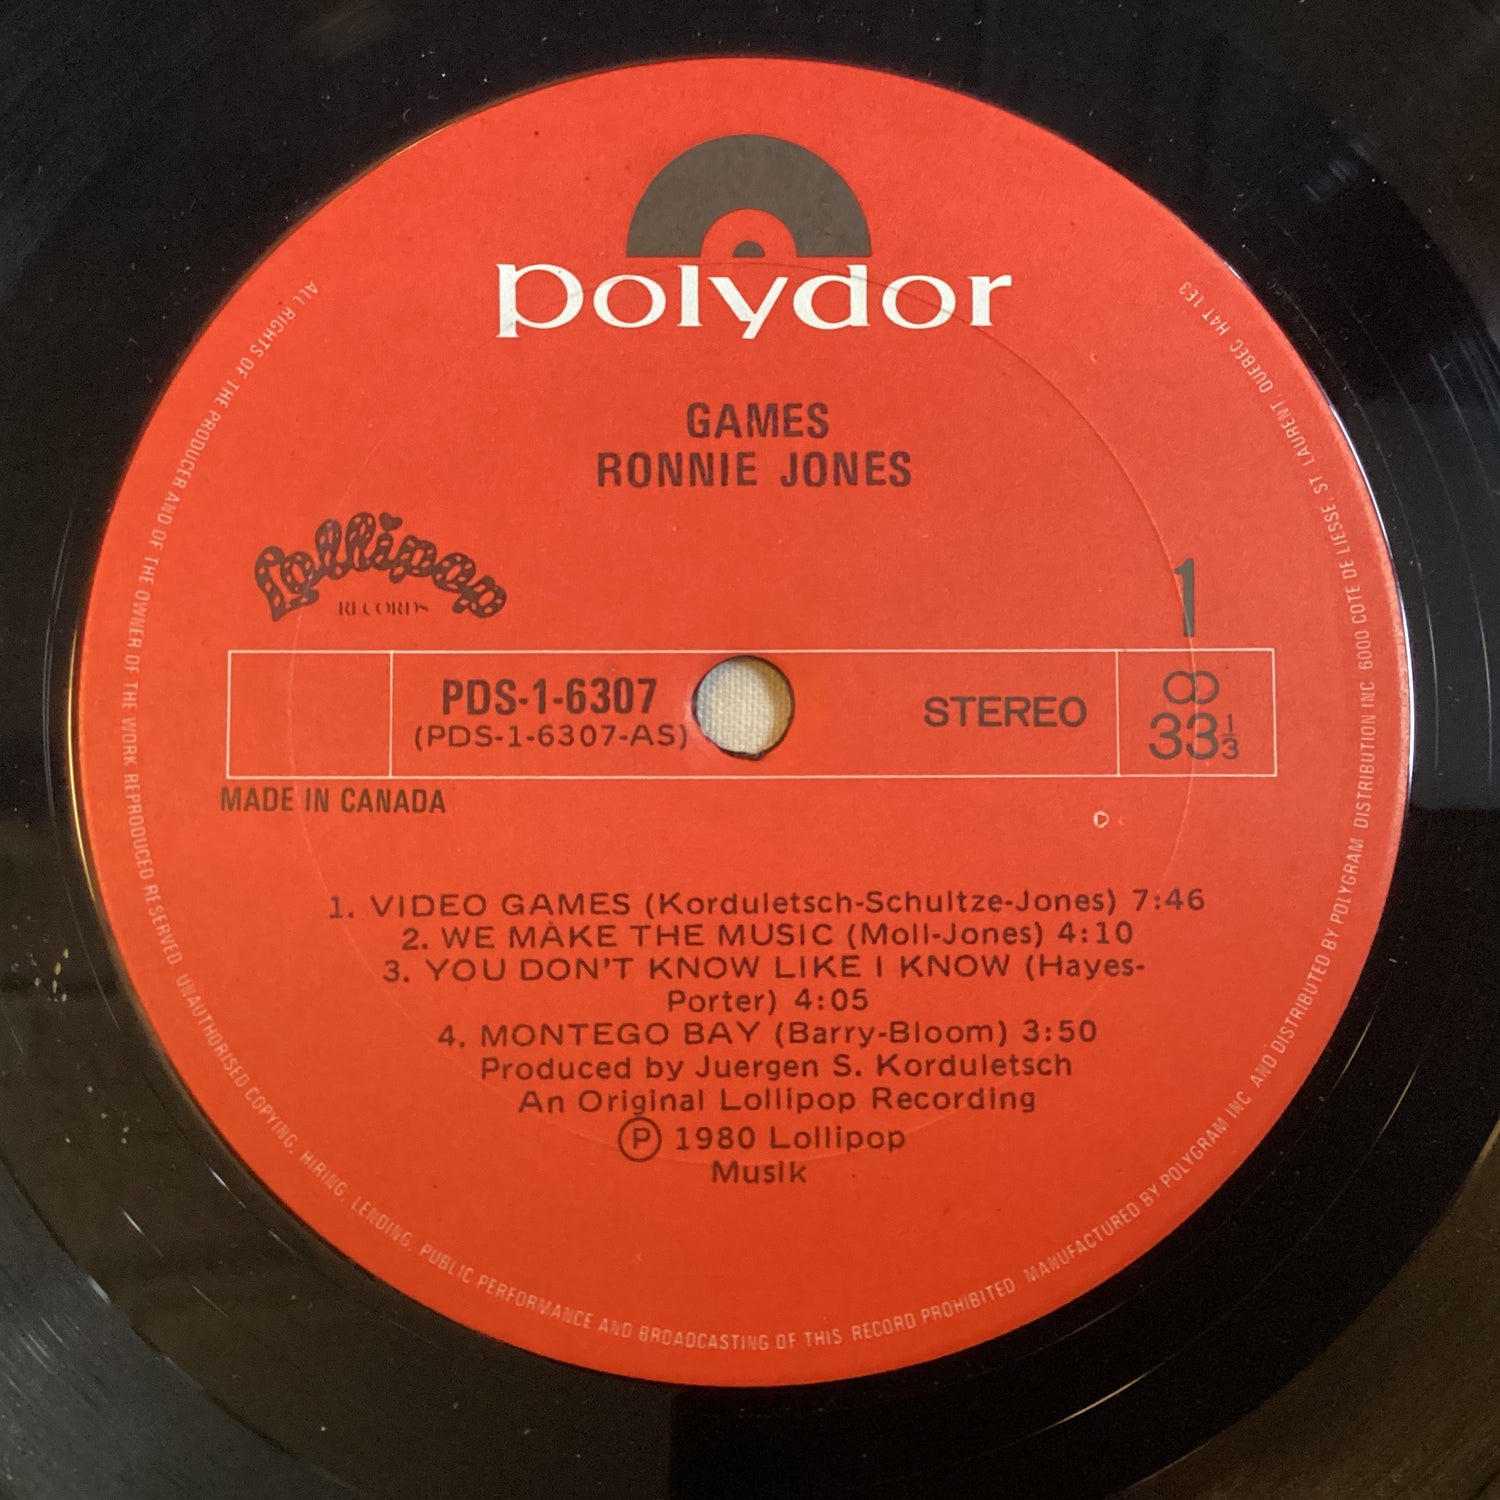 polydor
GAMES
RONNIE JONES
lollipop
RECORDS
1
PDS-1-6307
(PDS-1-6307-AS)
STEREO
33 1/3
MADE IN CANADA
1. VIDEO GAMES (Korduletsch-Schultze-Jones) 7:46
2. WE MAKE THE MUSIC (Moll-Jones) 4:10
3. YOU DON'T KNOW LIKE I KNOW (Hayes-
Porter) 4:05
4. MONTEGO BAY (Barry-Bloom) 3:50
Produced by Juergen S. Korduletsch
An Original Lollipop Recording
Ⓟ 1980 Lollipop
Musik
ALL RIGHTS OF THE PRODUCER AND OF THE OWNER OF THE WORK REPRODUCED RESERVED. UNAUTHORISED COPYING, HIRING, LENDING, PUBLIC PERFORMANCE AND BROADCASTING OF THIS RECORD PROHIBITED. MANUFACTURED BY POLYGRAM INC AND DISTRIBUTED BY POLYGRAM DISTRIBUTION INC 6000 COTE DE LIESSE, ST LAURENT, QUEBEC H4T 1E3